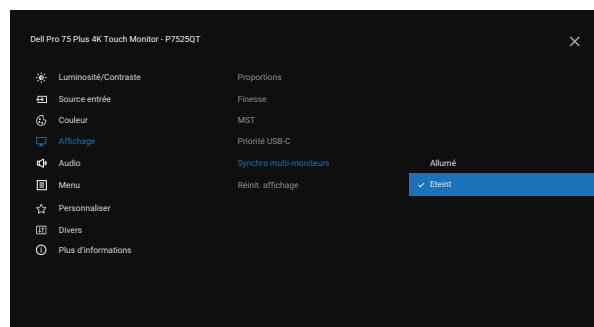 Dell Pro 75 Plus 4K Touch Monitor - P7525QT
Luminosité/Contraste
Source entrée
Couleur
Affichage
Audio
Menu
Personnaliser
Divers
Plus d'informations
Proportions
Finesse
MST
Priorité USB-C
Synchro multi-moniteurs
Réinit. affichage
Allumé
Eteint